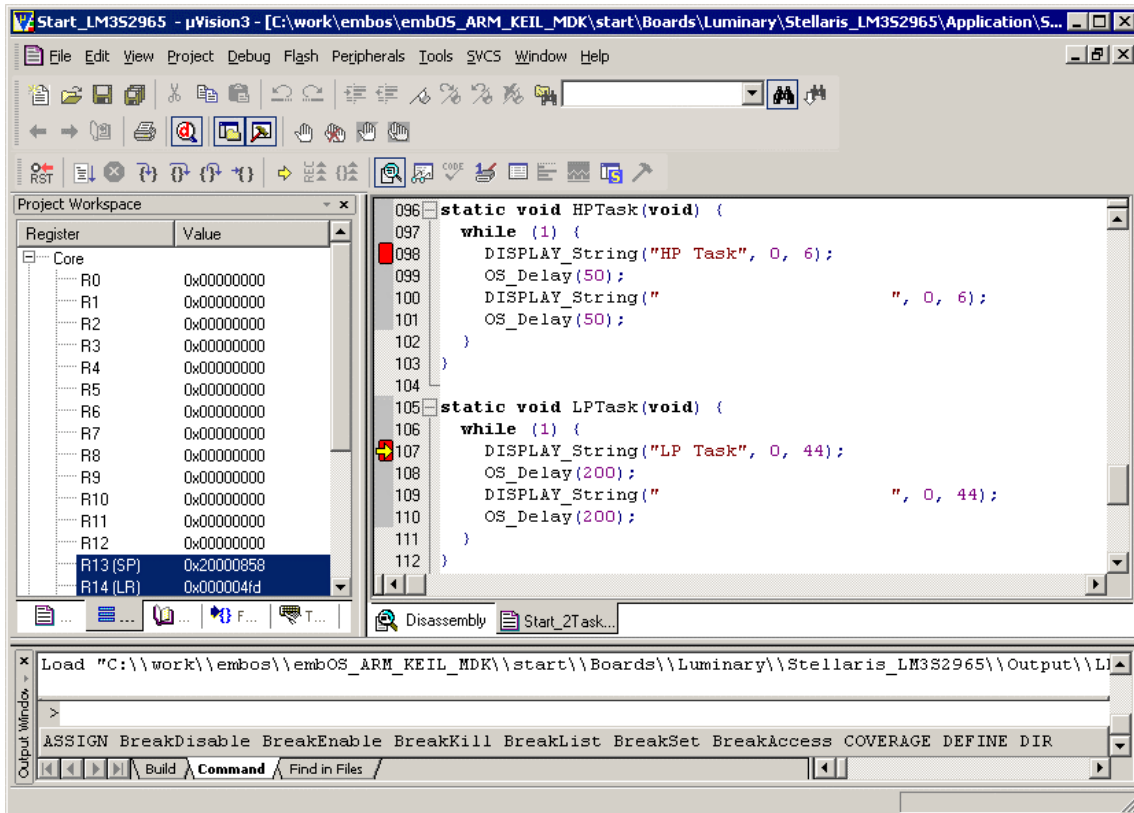 Start_LM3S2965 - µVision3 - [C:\work\embos\embOS_ARM_KEIL_MDK\start\Boards\Luminary\Stellaris_LM3S2965\Application\S...
File Edit View Project Debug Flash Peripherals Tools SVCS Window Help
RST CODE
Project Workspace
Register Value
Core
R0 0x00000000
R1 0x00000000
R2 0x00000000
R3 0x00000000
R4 0x00000000
R5 0x00000000
R6 0x00000000
R7 0x00000000
R8 0x00000000
R9 0x00000000
R10 0x00000000
R11 0x00000000
R12 0x00000000
R13 (SP) 0x20000858
R14 (LR) 0x000004fd
... ... ... F... T...
096 static void HPTask(void) {
097 while (1) {
098 DISPLAY_String("HP Task", 0, 6);
099 OS_Delay(50);
100 DISPLAY_String("                    ", 0, 6);
101 OS_Delay(50);
102 }
103 }
104
105 static void LPTask(void) {
106 while (1) {
107 DISPLAY_String("LP Task", 0, 44);
108 OS_Delay(200);
109 DISPLAY_String("                    ", 0, 44);
110 OS_Delay(200);
111 }
112 }
Disassembly Start_2Task...
Output Window
Load "C:\\work\\embos\\embOS_ARM_KEIL_MDK\\start\\Boards\\Luminary\\Stellaris_LM3S2965\\Output\\
>
ASSIGN BreakDisable BreakEnable BreakKill BreakList BreakSet BreakAccess COVERAGE DEFINE DIR
Build Command Find in Files